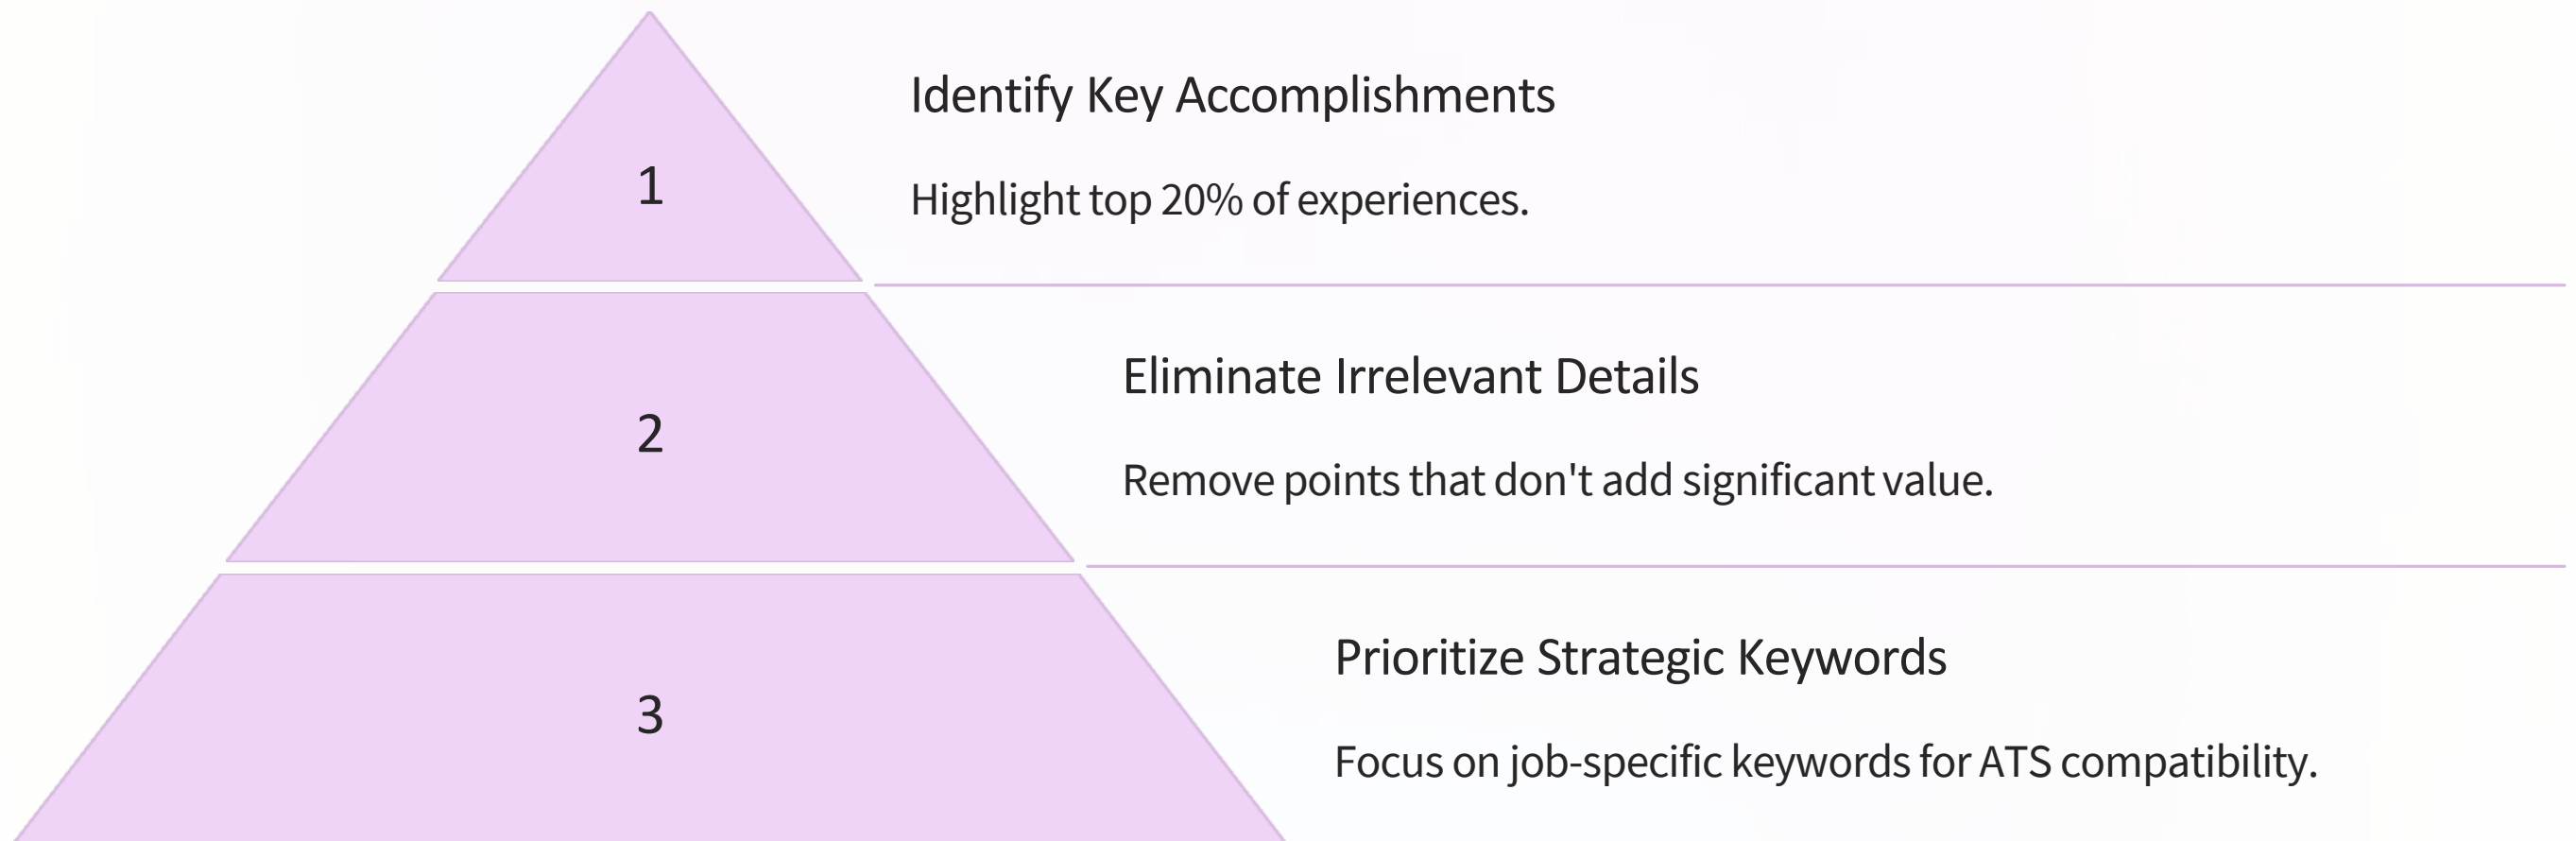 1
Identify Key Accomplishments
Highlight top 20% of experiences.
2
Eliminate Irrelevant Details
Remove points that don't add significant value.
3
Prioritize Strategic Keywords
Focus on job-specific keywords for ATS compatibility.